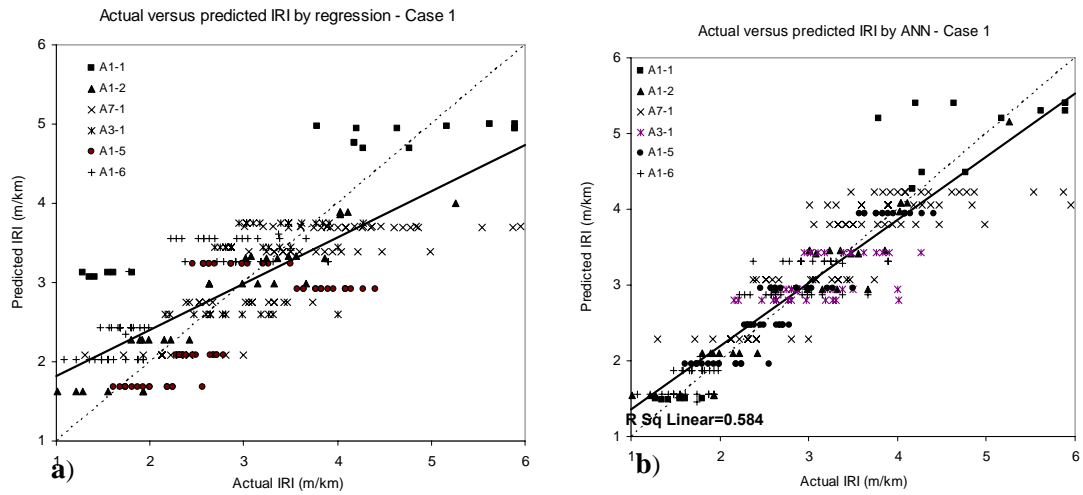 Actual versus predicted IRI by regression - Case 1
6
5
4
3
2
1
Predicted IRI (m/km)
A1-1
A1-2
A7-1
A3-1
A1-5
A1-6
1 2 3 4 5 6
Actual IRI (m/km)
a)
Actual versus predicted IRI by ANN - Case 1
6
5
4
3
2
1
Predicted IRI (m/km)
A1-1
A1-2
A7-1
A3-1
A1-5
A1-6
R Sq Linear=0.584
1 2 3 4 5 6
Actual IRI (m/km)
b)